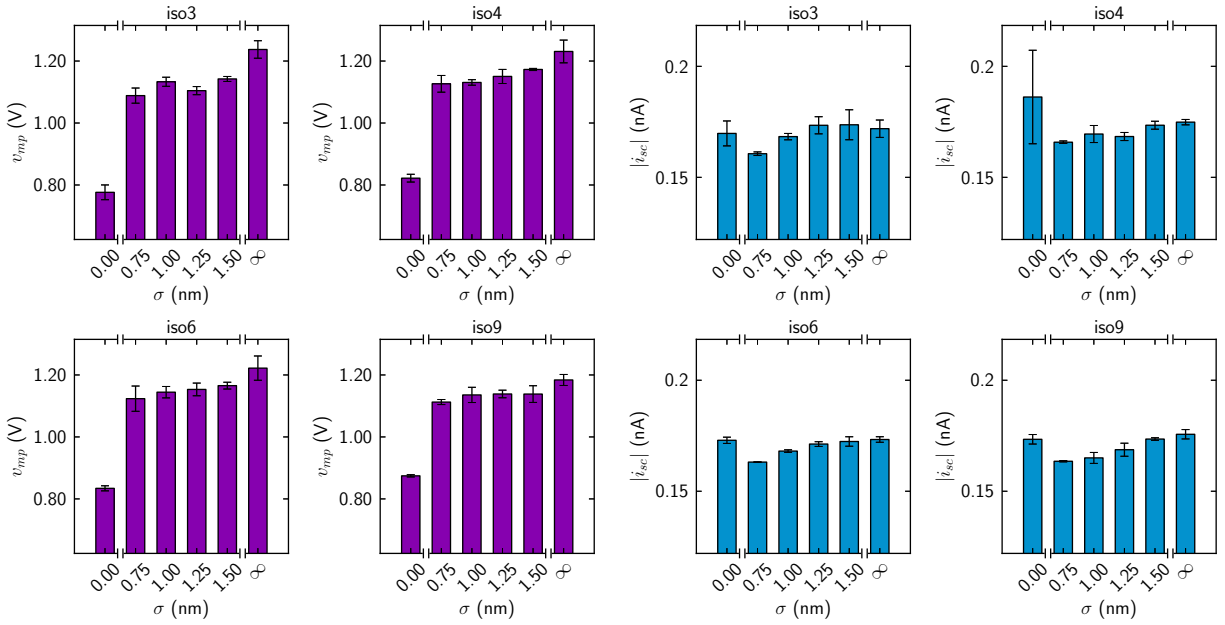 iso3
1.20
1.00
0.80
v_mp (V)
0.00 0.75 1.00 1.25 1.50 ∞
σ (nm)
iso4
1.20
1.00
0.80
v_mp (V)
0.00 0.75 1.00 1.25 1.50 ∞
σ (nm)
iso3
0.2
0.15
|i_sc| (nA)
0.00 0.75 1.00 1.25 1.50 ∞
σ (nm)
iso4
0.2
0.15
|i_sc| (nA)
0.00 0.75 1.00 1.25 1.50 ∞
σ (nm)
iso6
1.20
1.00
0.80
v_mp (V)
0.00 0.75 1.00 1.25 1.50 ∞
σ (nm)
iso9
1.20
1.00
0.80
v_mp (V)
0.00 0.75 1.00 1.25 1.50 ∞
σ (nm)
iso6
0.2
0.15
|i_sc| (nA)
0.00 0.75 1.00 1.25 1.50 ∞
σ (nm)
iso9
0.2
0.15
|i_sc| (nA)
0.00 0.75 1.00 1.25 1.50 ∞
σ (nm)